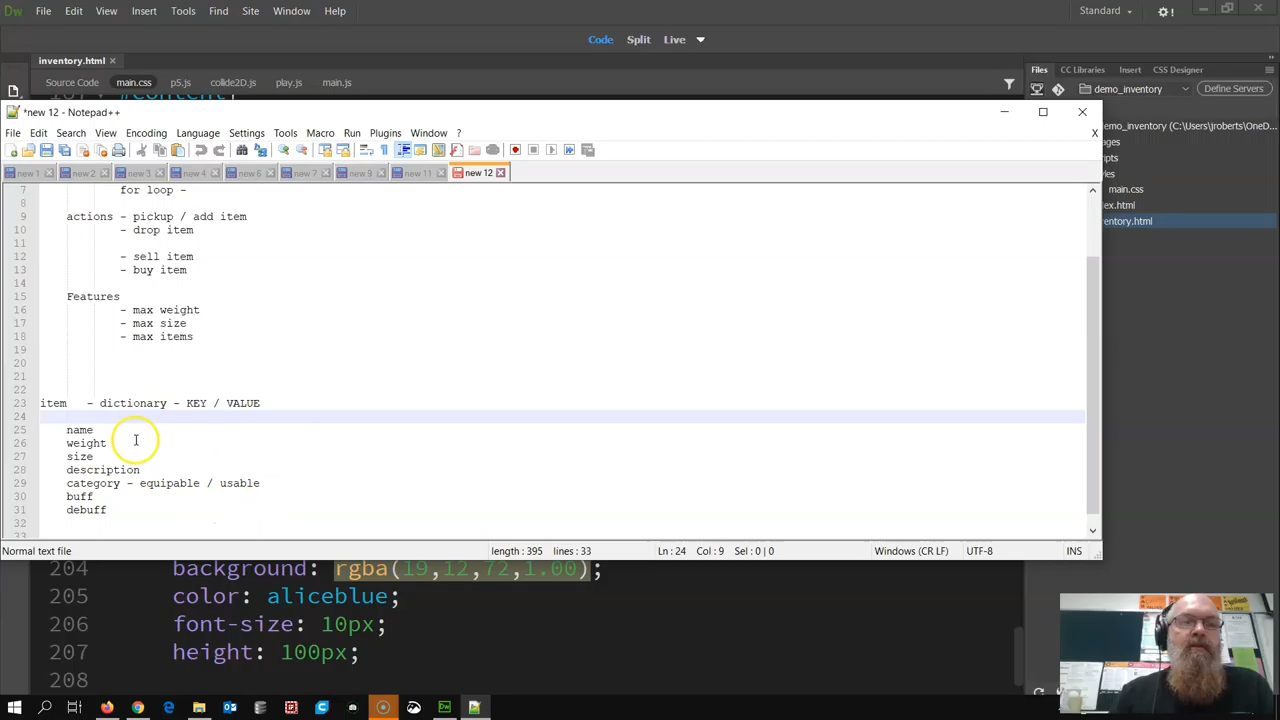 Dw File Edit View Insert Tools Find Site Window Help Standard
Code Split Live
inventory.html ×
Source Code main.css p5.js collide2D.js play.js main.js
Files CC Libraries Insert CSS Designer
demo_inventory Define Servers
*new 12 - Notepad++
File Edit Search View Encoding Language Settings Tools Macro Run Plugins Window ? X
new 1 new 2 new 3 new 4 new 6 new 7 new 9 new 11 new 12
demo_inventory (C:\Users\jroberts\OneD...
ages
ripts
yles
main.css
ex.html
entory.html
7 for loop -
8
9 actions - pickup / add item
10 - drop item
11
12 - sell item
13 - buy item
14
15 Features
16 - max weight
17 - max size
18 - max items
19
20
21
22
23 item - dictionary - KEY / VALUE
24
25 name
26 weight
27 size
28 description
29 category - equipable / usable
30 buff
31 debuff
32
33
Normal text file length : 395 lines : 33 Ln : 24 Col : 9 Sel : 0 | 0 Windows (CR LF) UTF-8 INS
204 background: rgba(19,12,72,1.00);
205 color: aliceblue;
206 font-size: 10px;
207 height: 100px;
208